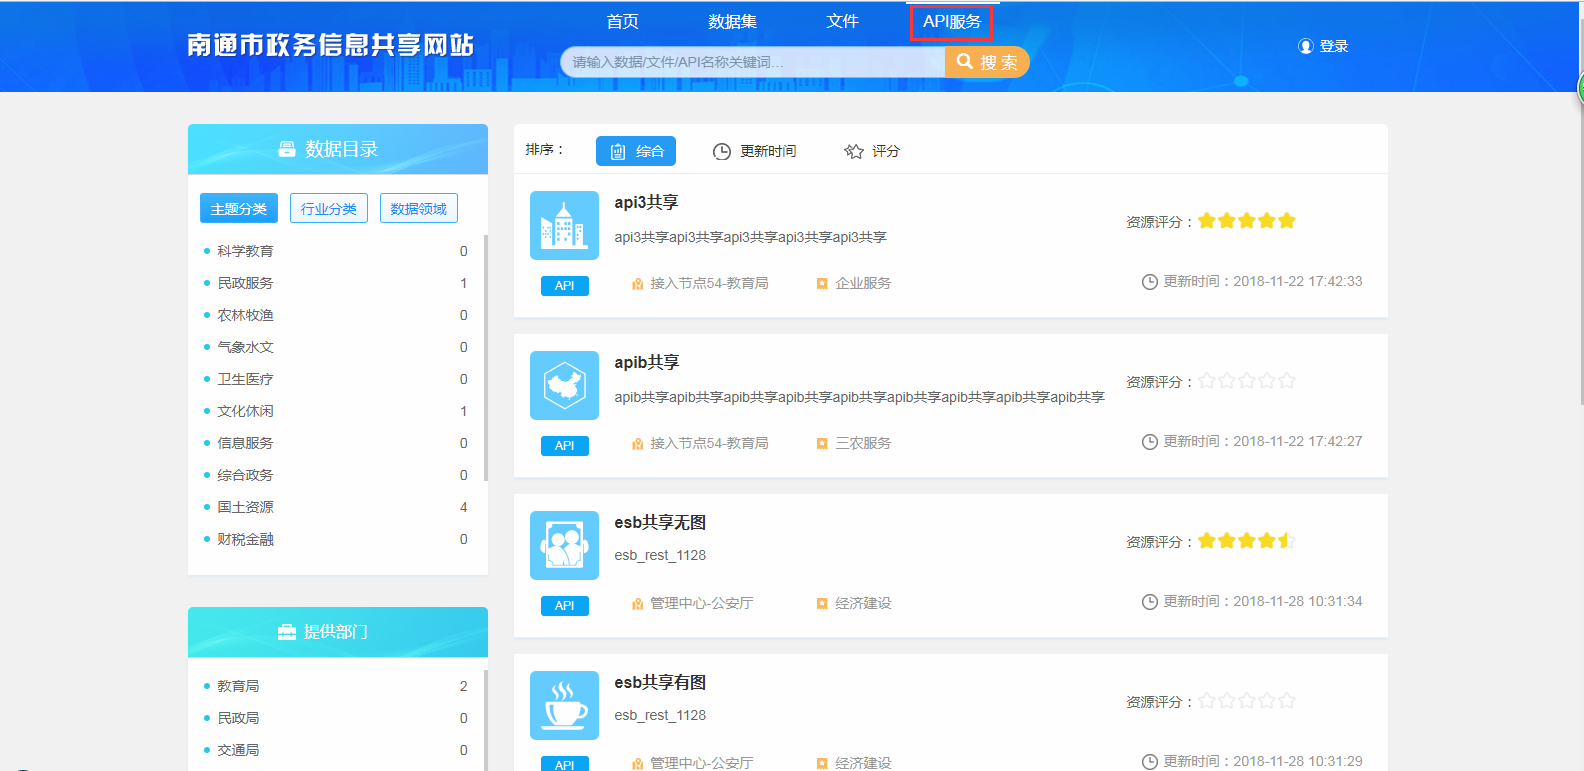 首页 数据集 文件 API服务
南通市政务信息共享网站
登录
请输入数据/文件/API名称关键词... 搜索
数据目录
主题分类 行业分类 数据领域
科学教育 0
民政服务 1
农林牧渔 0
气象水文 0
卫生医疗 0
文化休闲 1
信息服务 0
综合政务 0
国土资源 4
财税金融 0
提供部门
教育局 2
民政局 0
交通局 0
排序： 综合 更新时间 评分
api3共享
资源评分：
api3共享api3共享api3共享api3共享api3共享
API 接入节点54-教育局 企业服务 更新时间：2018-11-22 17:42:33
apib共享
资源评分：
apib共享apib共享apib共享apib共享apib共享apib共享apib共享apib共享apib共享
API 接入节点54-教育局 三农服务 更新时间：2018-11-22 17:42:27
esb共享无图
资源评分：
esb_rest_1128
API 管理中心-公安厅 经济建设 更新时间：2018-11-28 10:31:34
esb共享有图
资源评分：
esb_rest_1128
API 管理中心-公安厅 经济建设 更新时间：2018-11-28 10:31:29